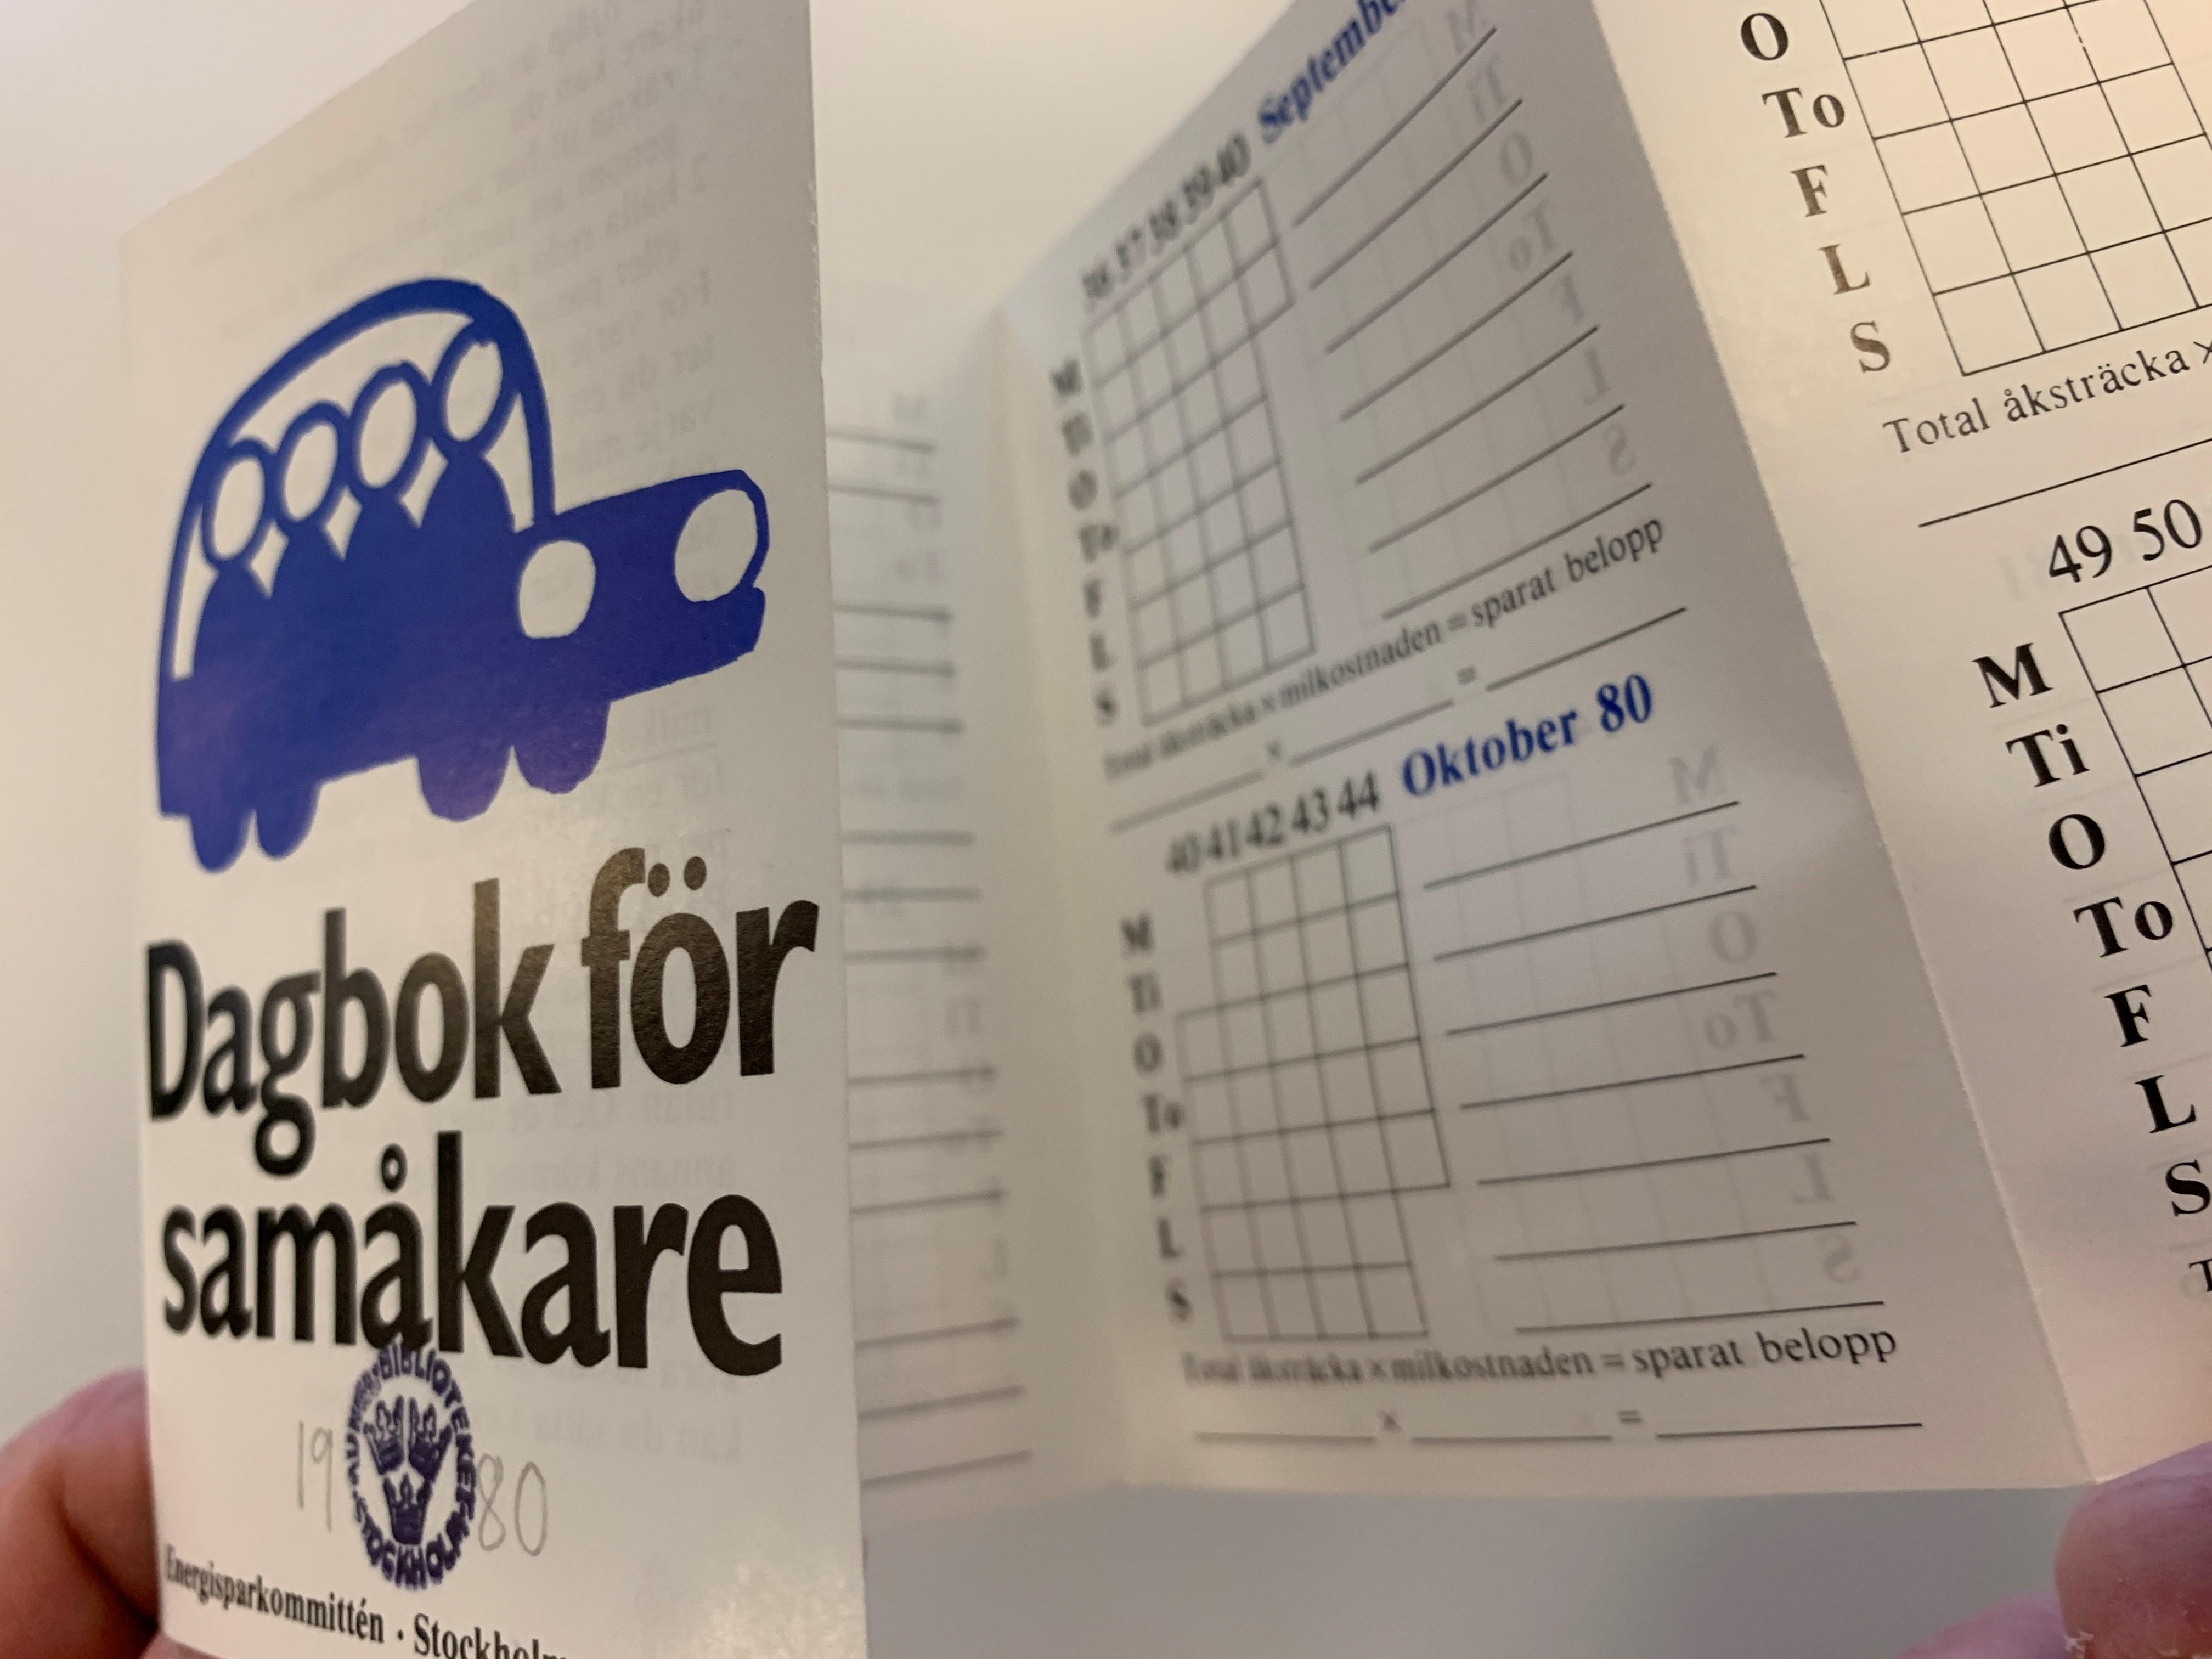 Dagbok för
samåkare
BIBLIOTEKET
STOCKHOLM
19 80
Energisparkommittén · Stockholm
36 37 38 39 40 September
M
Ti
O
To
F
L
S
Total åksträcka × milkostnaden = sparat belopp
× =
40 41 42 43 44 Oktober 80
M
Ti
O
To
F
L
S
Total åksträcka × milkostnaden = sparat belopp
× =
O
To
F
L
S
Total åksträcka ×
49 50
M
Ti
O
To
F
L
S
T